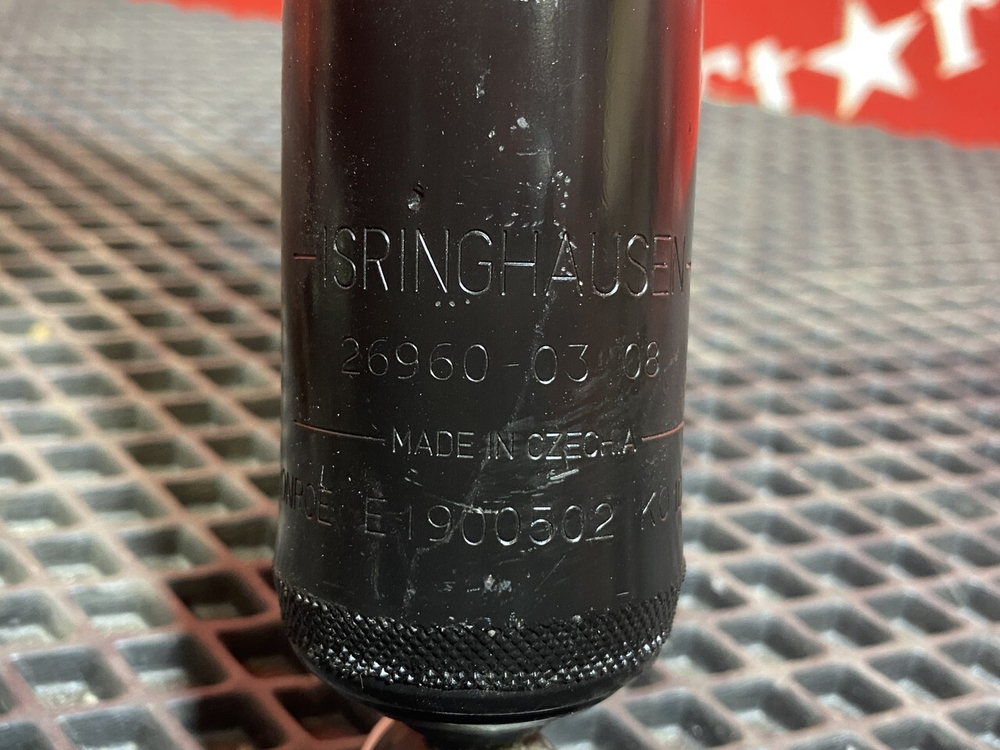 ISRINGHAUSEN
26960-03 08
MADE IN CZECHIA
E1900502